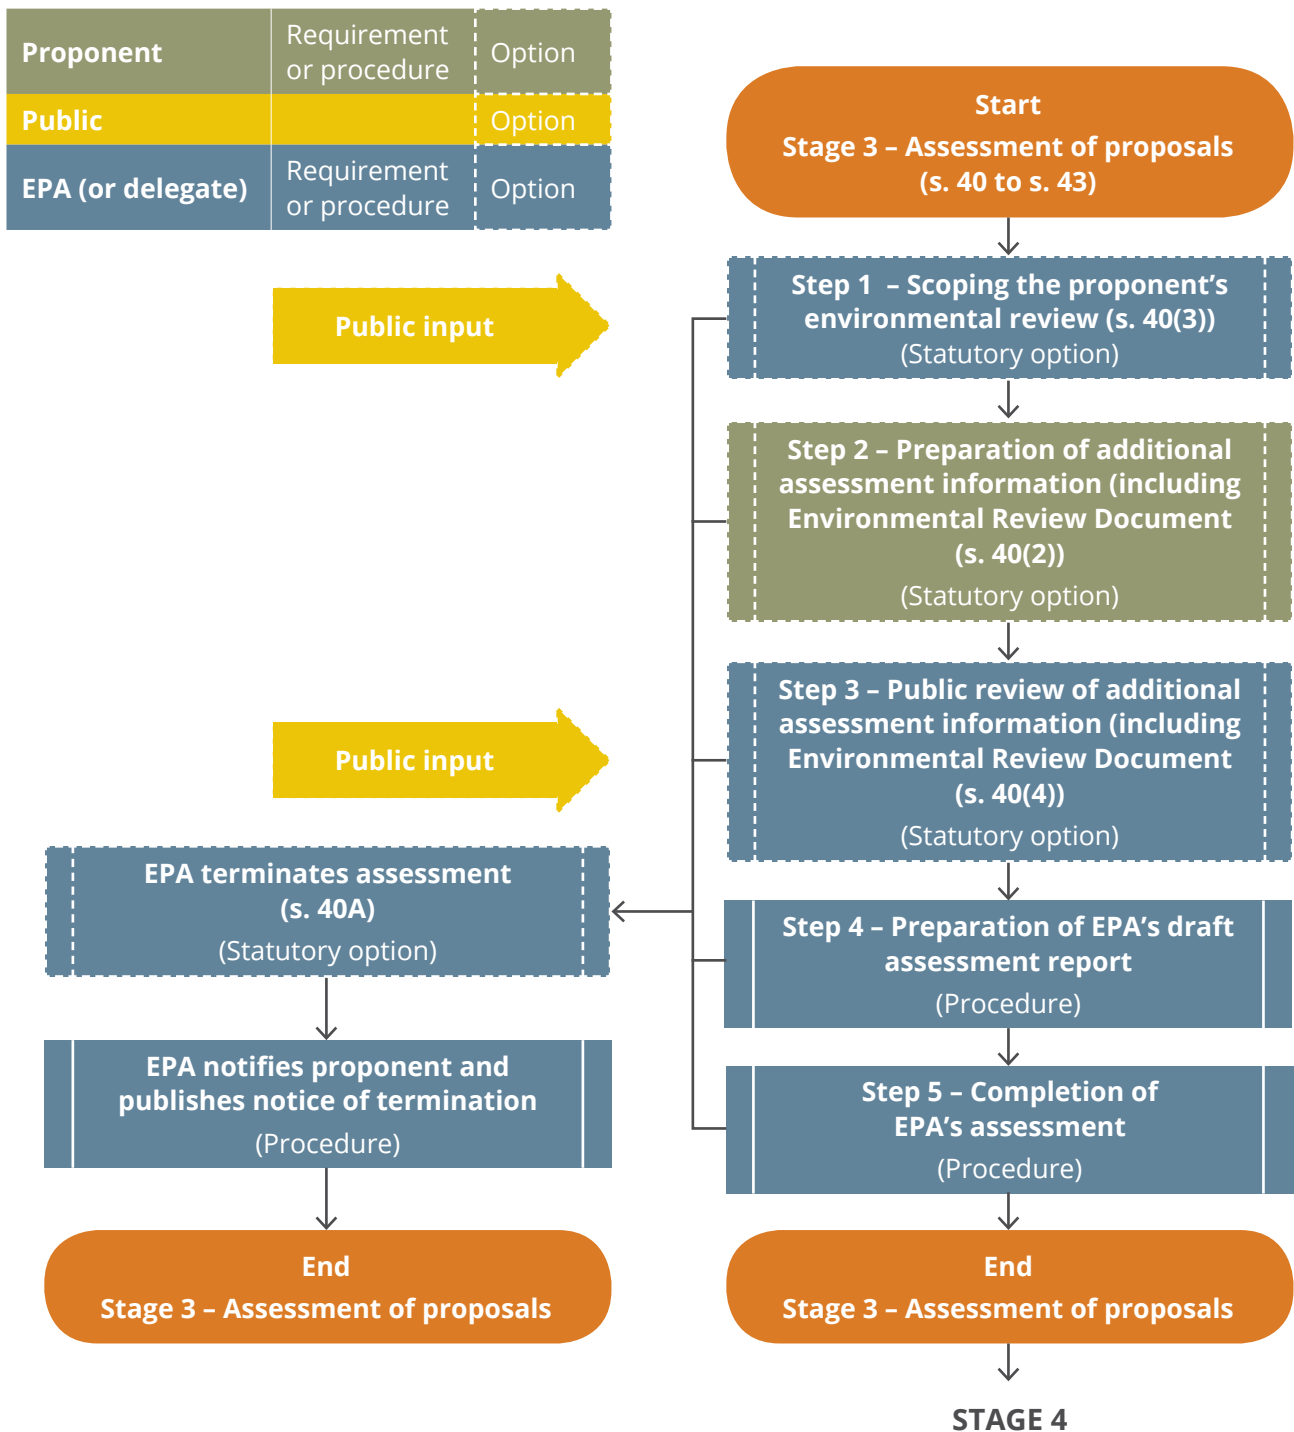 Proponent
Requirement
or procedure
Option
Public
Option
EPA (or delegate)
Requirement
or procedure
Option
Start
Stage 3 – Assessment of proposals
(s. 40 to s. 43)
Public input
Step 1 – Scoping the proponent’s
environmental review (s. 40(3))
(Statutory option)
Step 2 – Preparation of additional
assessment information (including
Environmental Review Document
(s. 40(2))
(Statutory option)
Public input
Step 3 – Public review of additional
assessment information (including
Environmental Review Document
(s. 40(4))
(Statutory option)
EPA terminates assessment
(s. 40A)
(Statutory option)
Step 4 – Preparation of EPA’s draft
assessment report
(Procedure)
EPA notifies proponent and
publishes notice of termination
(Procedure)
Step 5 – Completion of
EPA’s assessment
(Procedure)
End
Stage 3 – Assessment of proposals
End
Stage 3 – Assessment of proposals
STAGE 4